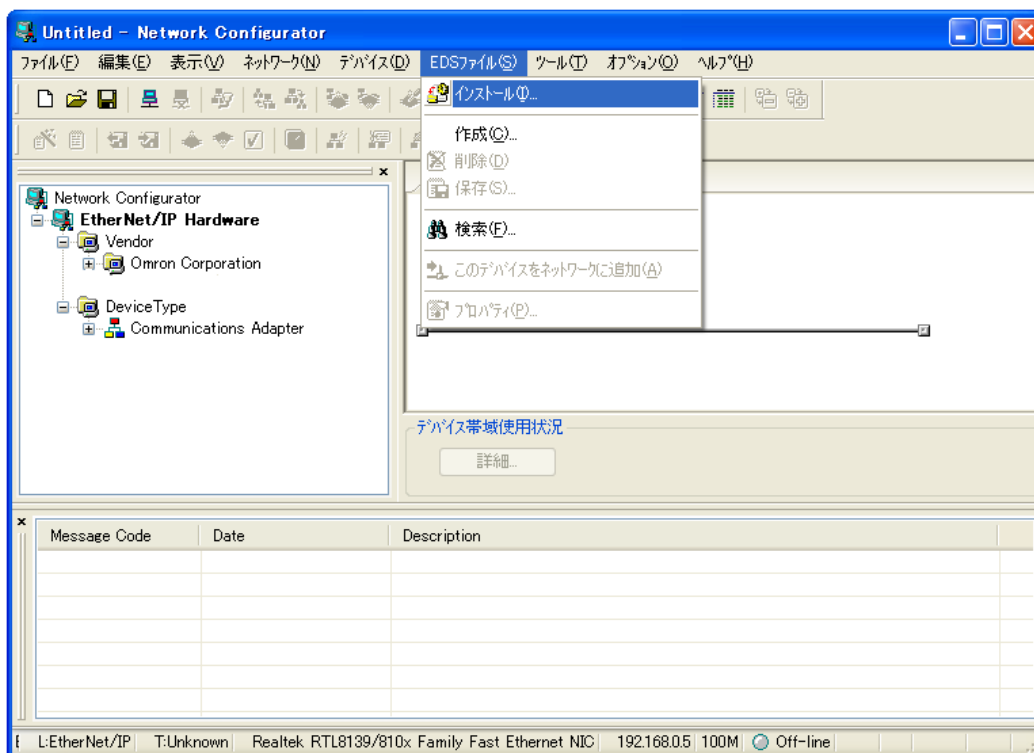 Untitled - Network Configurator
ファイル(F) 編集(E) 表示(V) ネットワーク(N) デバイス(D) EDSファイル(S) ツール(T) オプション(O) ヘルプ(H)
インストール(I)...
作成(C)...
削除(D)
保存(S)...
検索(F)...
このデバイスをネットワークに追加(A)
プロパティ(P)...
Network Configurator
EtherNet/IP Hardware
Vendor
Omron Corporation
DeviceType
Communications Adapter
デバイス帯域使用状況
詳細...
Message Code Date Description
L:EtherNet/IP T:Unknown Realtek RTL8139/810x Family Fast Ethernet NIC 192.168.0.5 100M Off-line